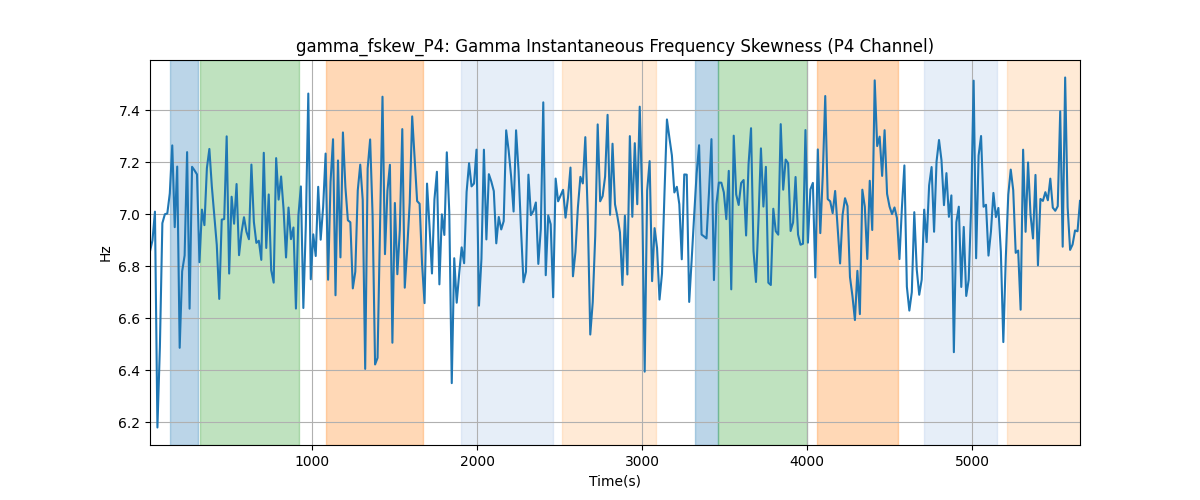 gamma_fskew_P4: Gamma Instantaneous Frequency Skewness (P4 Channel)
7.4
7.2
7.0
6.8
6.6
6.4
6.2
Hz
1000 2000 3000 4000 5000
Time(s)